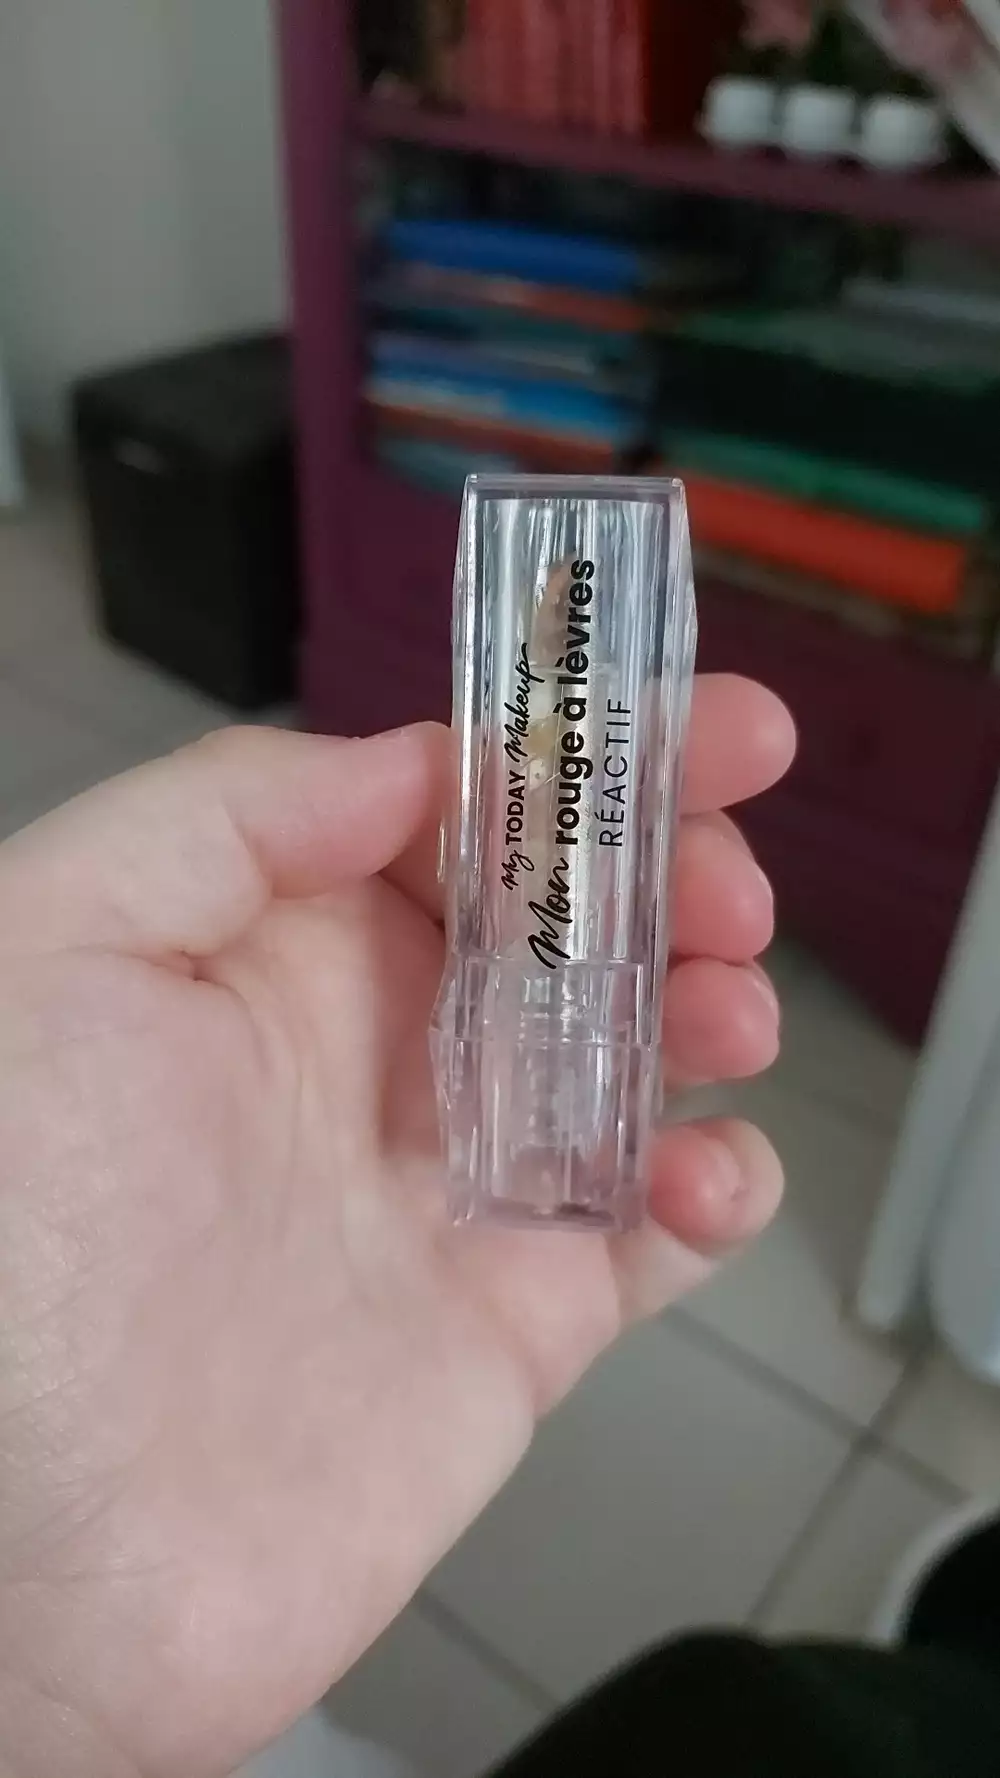 My TODAY Makeup
Mon rouge à lèvres
RÉACTIF